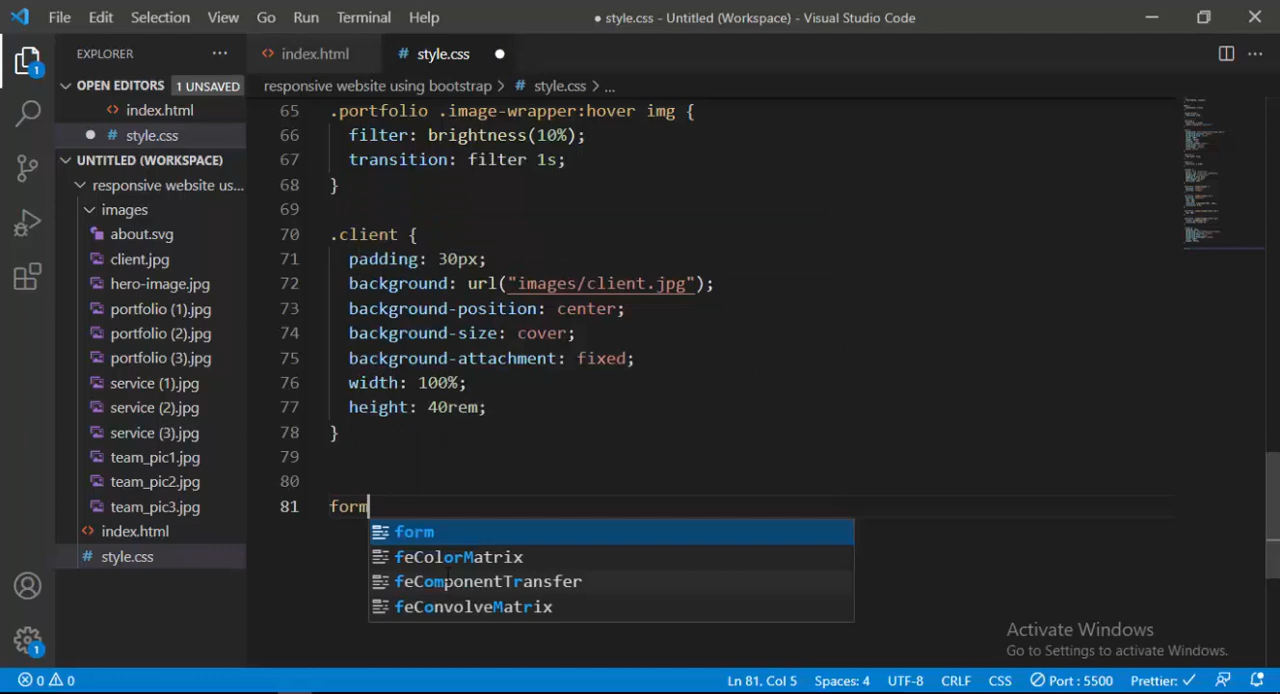 File Edit Selection View Go Run Terminal Help ● style.css - Untitled (Workspace) - Visual Studio Code
EXPLORER ···
index.html # style.css ●
OPEN EDITORS 1 UNSAVED
responsive website using bootstrap > # style.css > ...
index.html
● # style.css
UNTITLED (WORKSPACE)
responsive website us...
images
about.svg
client.jpg
hero-image.jpg
portfolio (1).jpg
portfolio (2).jpg
portfolio (3).jpg
service (1).jpg
service (2).jpg
service (3).jpg
team_pic1.jpg
team_pic2.jpg
team_pic3.jpg
index.html
# style.css
1
1
65 .portfolio .image-wrapper:hover img {
66 filter: brightness(10%);
67 transition: filter 1s;
68 }
69
70 .client {
71 padding: 30px;
72 background: url("images/client.jpg");
73 background-position: center;
74 background-size: cover;
75 background-attachment: fixed;
76 width: 100%;
77 height: 40rem;
78 }
79
80
81 form
form
feColorMatrix
feComponentTransfer
feConvolveMatrix
Activate Windows
Go to Settings to activate Windows.
0 0 Ln 81, Col 5 Spaces: 4 UTF-8 CRLF CSS Port : 5500 Prettier: ✓